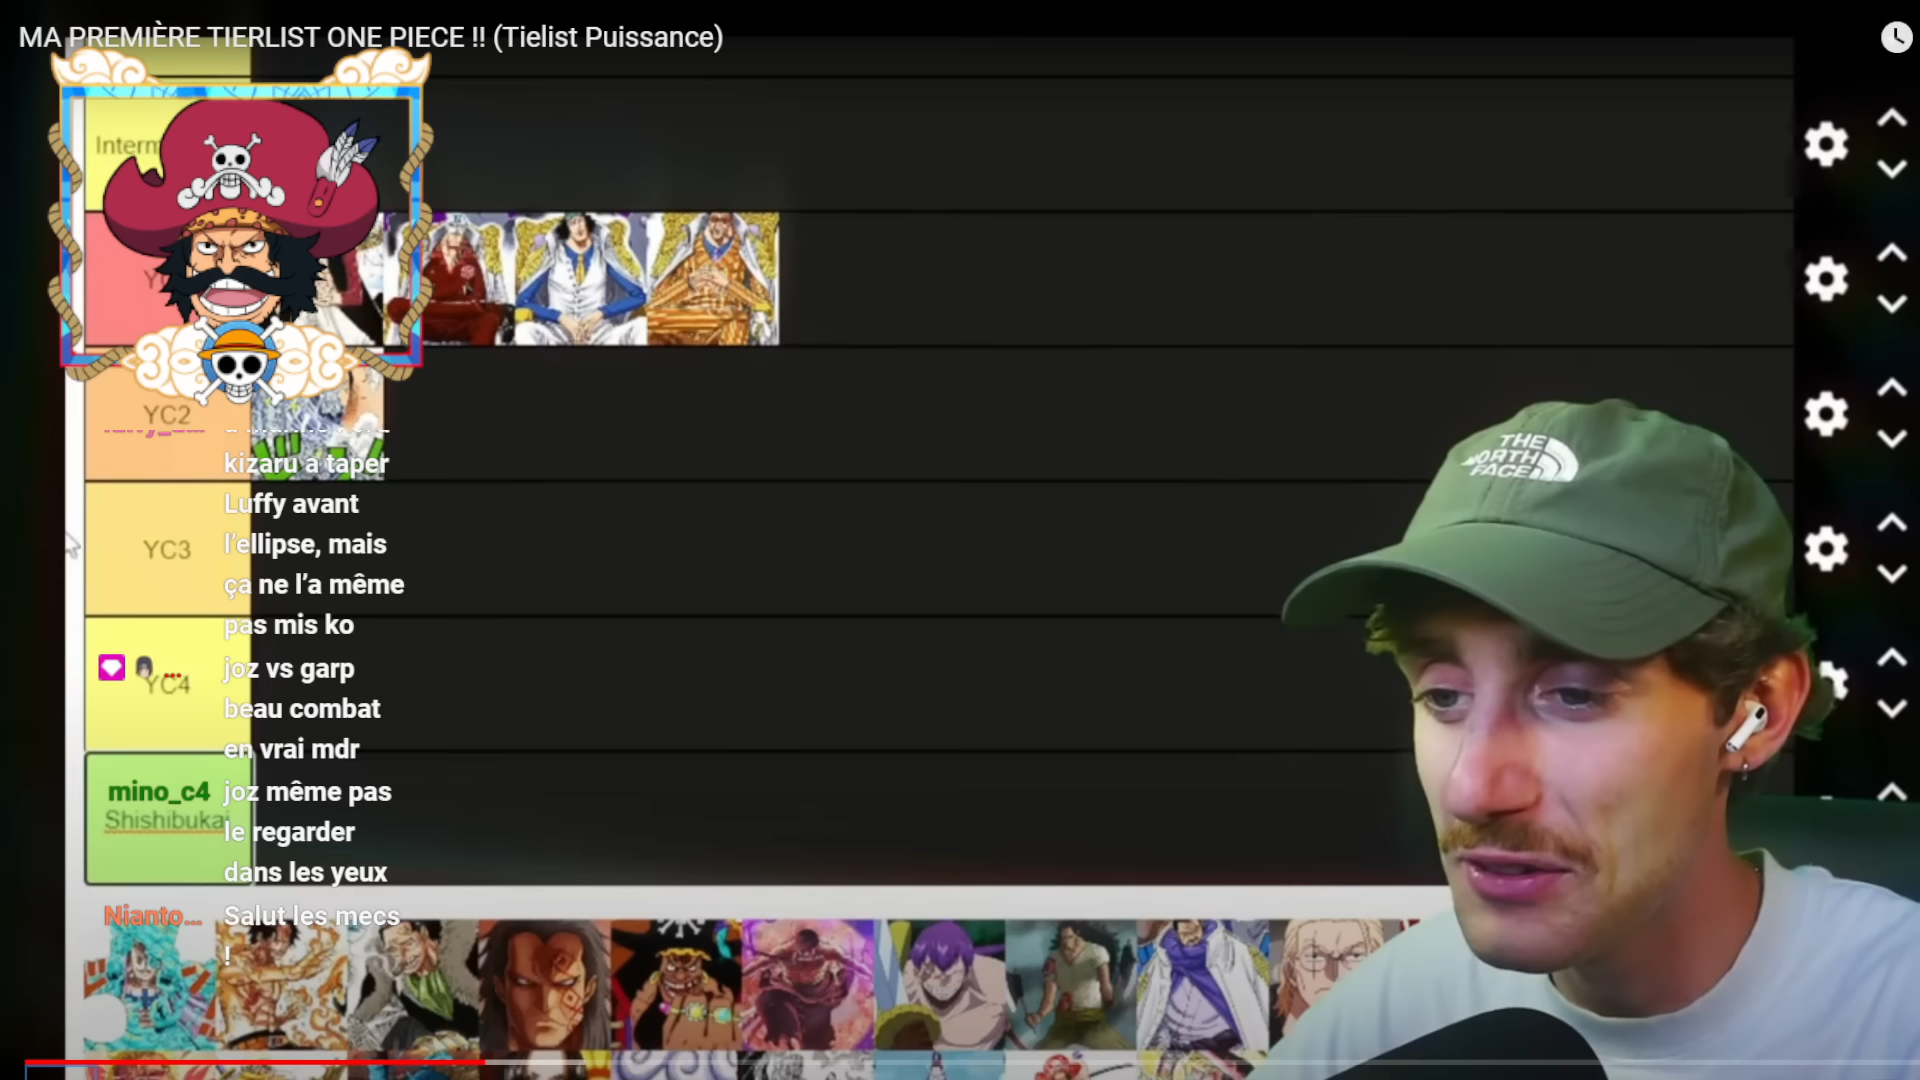 MA PREMIÈRE TIERLIST ONE PIECE !! (Tielist Puissance)
YC2
kizaru a taper
Luffy avant
l'ellipse, mais
ça ne l'a même
pas mis ko
YC3
joz vs garp
beau combat
en vrai mdr
YC4
mino_c4 joz même pas
le regarder
dans les yeux
Shishibukai
Nianto... Salut les mecs
!
THE
NORTH
FACE